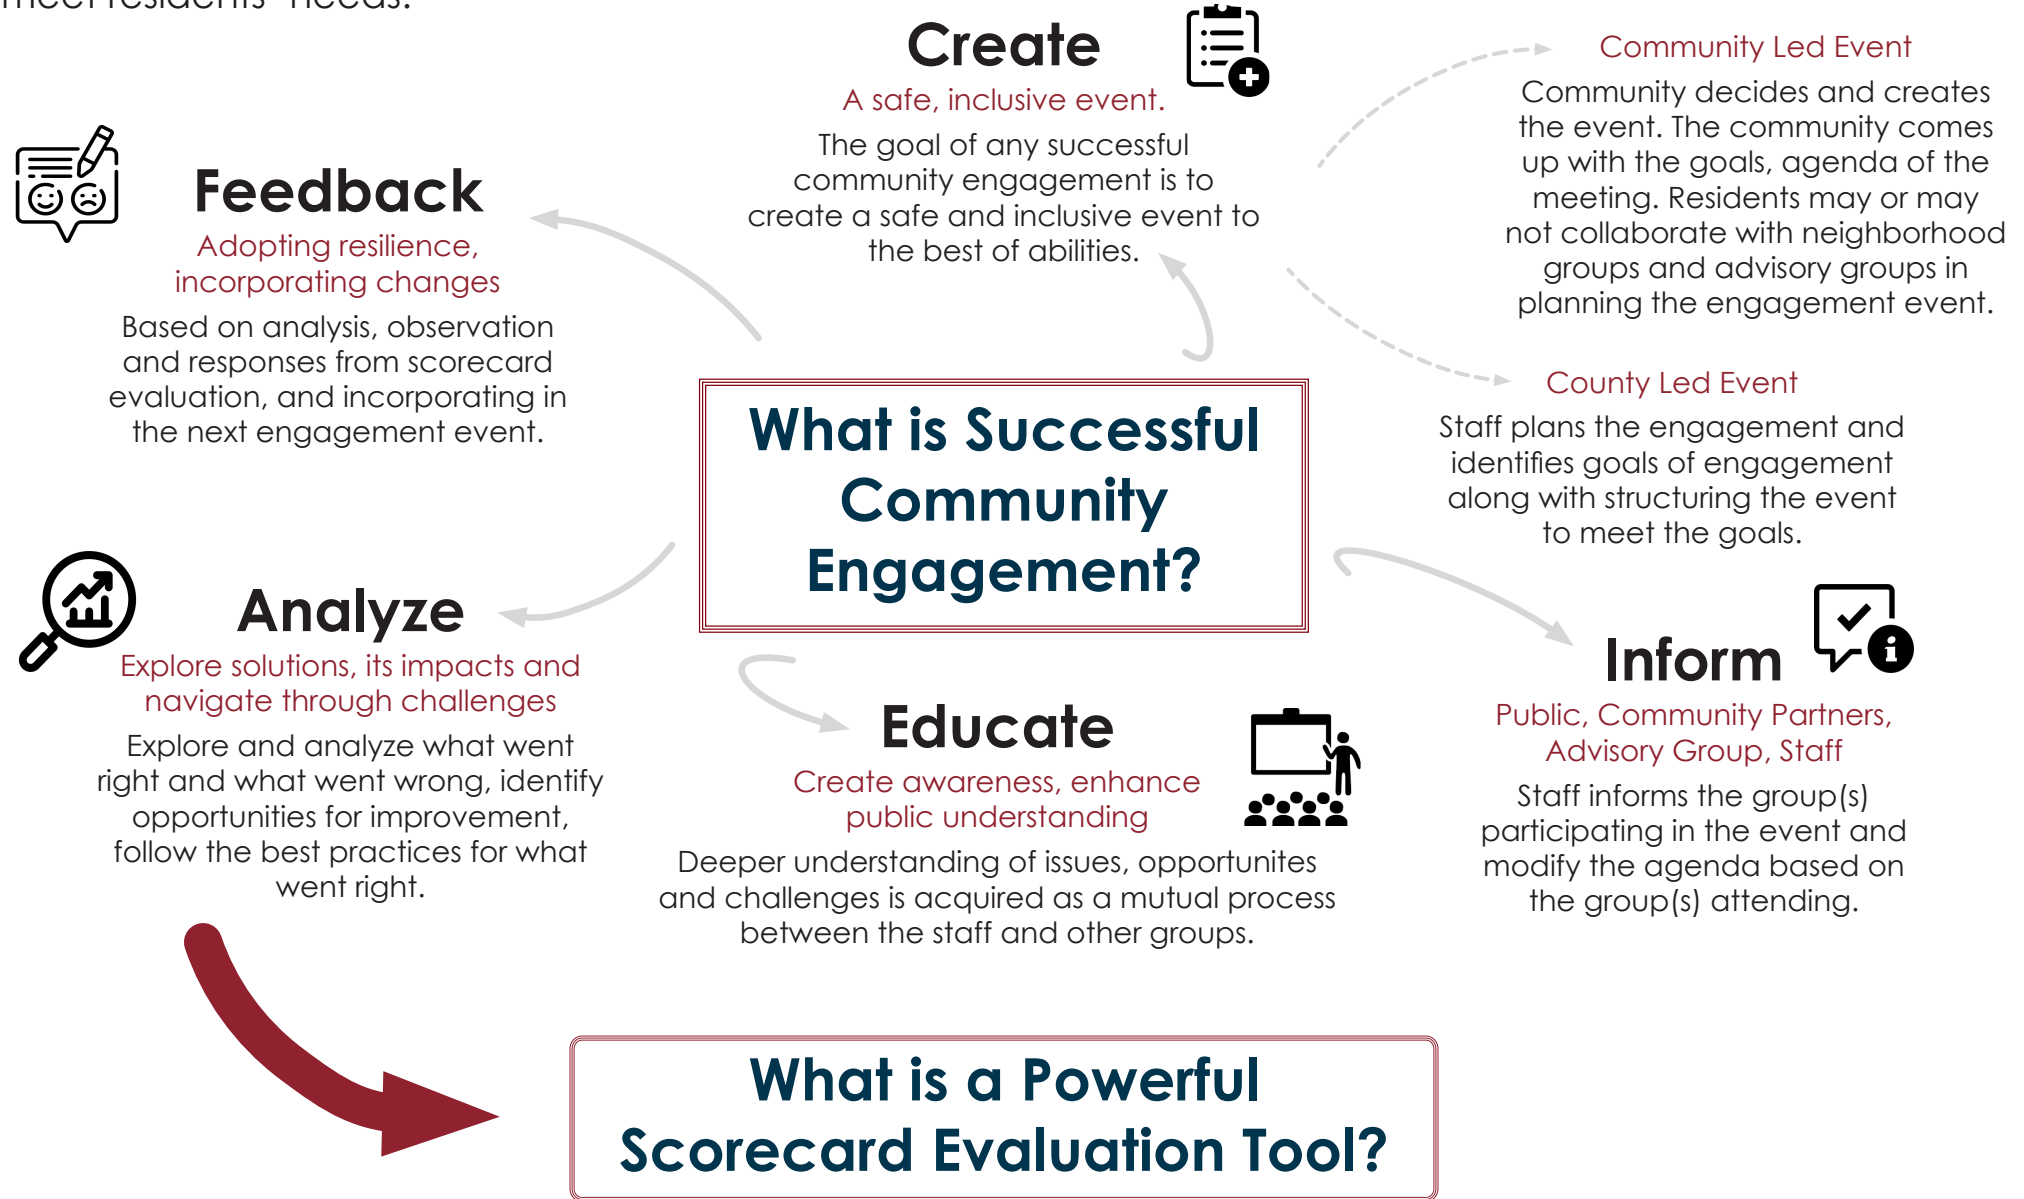 meet residents' needs.
Create
A safe, inclusive event.
The goal of any successful
community engagement is to
create a safe and inclusive event to
the best of abilities.
Community Led Event
Community decides and creates
the event. The community comes
up with the goals, agenda of the
meeting. Residents may or may
not collaborate with neighborhood
groups and advisory groups in
planning the engagement event.
County Led Event
Staff plans the engagement and
identifies goals of engagement
along with structuring the event
to meet the goals.
Feedback
Adopting resilience,
incorporating changes
Based on analysis, observation
and responses from scorecard
evaluation, and incorporating in
the next engagement event.
What is Successful
Community
Engagement?
Analyze
Explore solutions, its impacts and
navigate through challenges
Explore and analyze what went
right and what went wrong, identify
opportunities for improvement,
follow the best practices for what
went right.
Educate
Create awareness, enhance
public understanding
Deeper understanding of issues, opportunites
and challenges is acquired as a mutual process
between the staff and other groups.
Inform
Public, Community Partners,
Advisory Group, Staff
Staff informs the group(s)
participating in the event and
modify the agenda based on
the group(s) attending.
What is a Powerful
Scorecard Evaluation Tool?